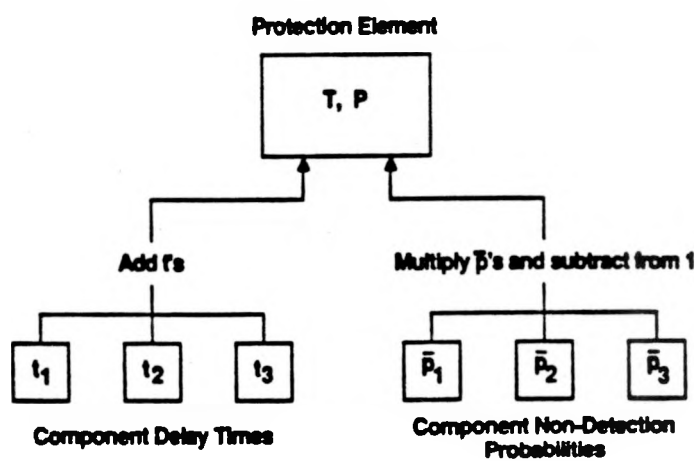 Protection Element
T, P
Add t's
Multiply p̄'s and subtract from 1
t₁ t₂ t₃
p̄₁ p̄₂ p̄₃
Component Delay Times
Component Non-Detection
Probabilities